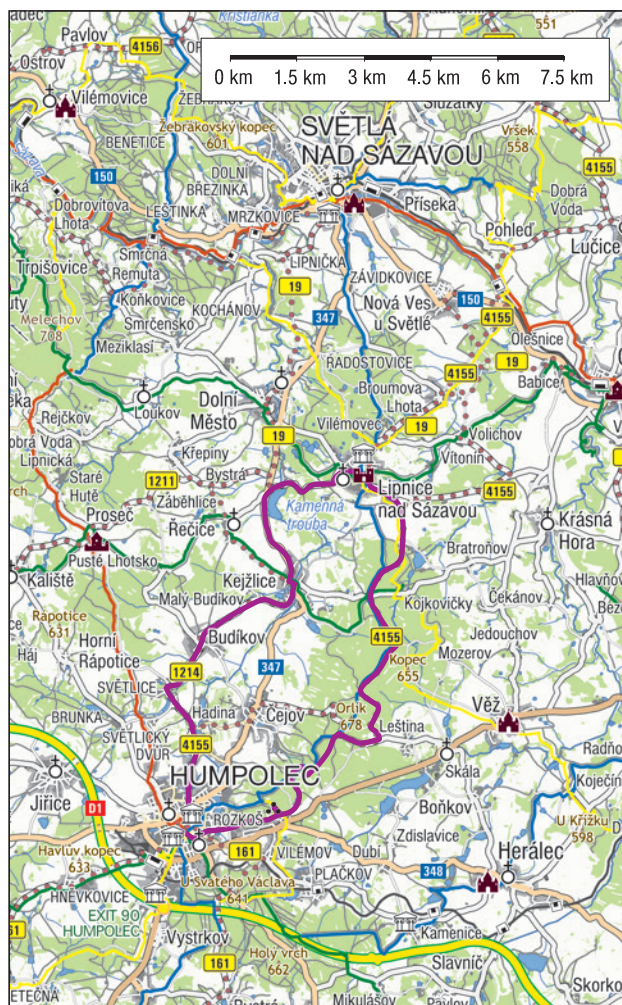 Kristiánka
Pavlov
4156
551
Ostrov
0 km
1.5 km
3 km
4.5 km
6 km
7.5 km
Vilémovice
ŽEBRÁKOV
Služátky
BENETICE
Žebrákovský kopec
601
SVĚTLÁ
NAD SÁZAVOU
Vršek
558
4155
150
DOLNÍ
BŘEZINKA
Dobrá
Voda
Dobrovítova
Lhota
LEŠTINKA
MRZKOVICE
Příseka
Pohleď
Lučice
Smrčná
Remuta
LIPNIČKA
Trpišovice
ZÁVIDKOVICE
Koňkovice
19
Nová Ves
u Světlé
150
KOCHÁNOV
347
4155
Melechov
708
Smrčensko
Olešnice
Meziklasí
RADOSTOVICE
4155
19
Babice
Broumova
Lhota
Rejčkov
Loukov
Dolní
Město
Vilémovec
19
Dobrá Voda
Lipnická
19
Volichov
Křepiny
Vítonín
Staré
Hutě
1211
Bystrá
Lipnice
nad Sázavou
4155
Záběhlice
Kamenná
trouba
Proseč
Řečice
Krásná
Hora
Pusté Lhotsko
Bratroňov
Kaliště
Kejžlice
Hlavňov
Malý Budíkov
Kojkovičky
Čekánov
Rápotice
631
Budíkov
4155
Jedouchov
Háj
Horní
Rápotice
347
Mozerov
1214
Kopec
655
SVĚTLICE
Orlík
678
Věž
BRUNKA
Hadina
Leština
SVĚTLICKÝ
DVŮR
4155
Čejov
Skála
HUMPOLEC
Jiřice
Boňkov
D1
ROZKOŠ
U Křížku
598
Zdislavice
Havlův kopec
633
161
VILÉMOV
Dubí
Herálec
PLAČKOV
348
U Svatého Václava
641
HNĚVKOVICE
EXIT 90
HUMPOLEC
Vystrkov
Kamenice
Holý vrch
662
Slavníč
161
Skorkov
Mikulášov
Pavlov